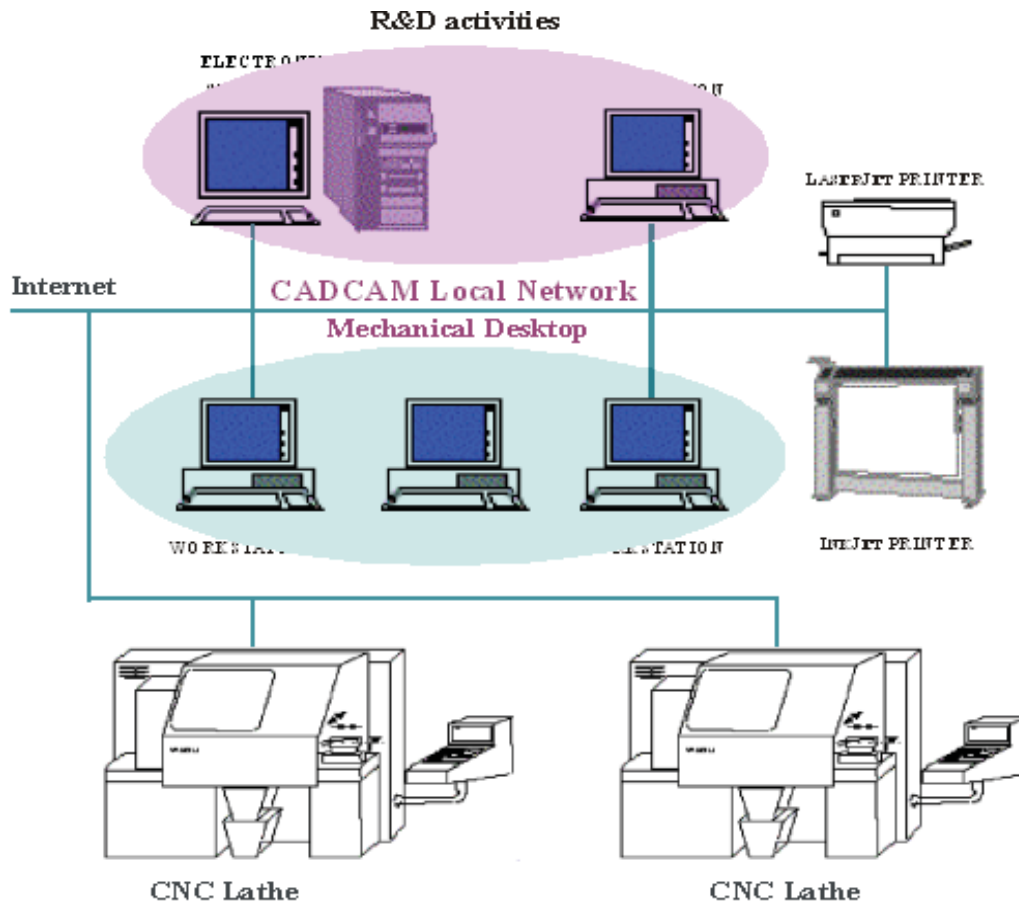 R&D activities
LASERJET PRINTER
Internet
CADCAM Local Network
Mechanical Desktop
INKJET PRINTER
CNC Lathe
CNC Lathe